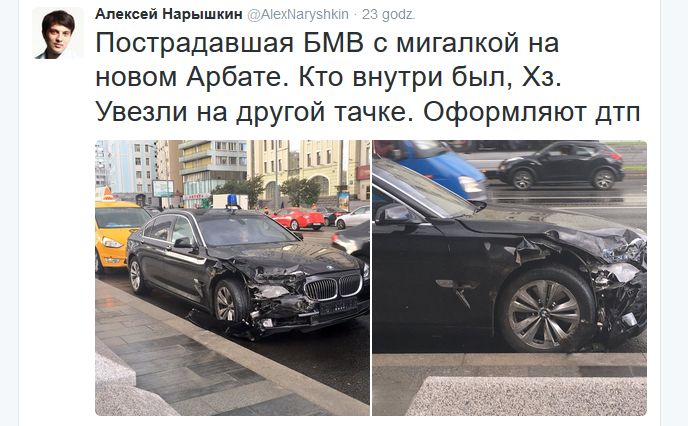 Алексей Нарышкин @AlexNaryshkin · 23 godz.
Пострадавшая БМВ с мигалкой на
новом Арбате. Кто внутри был, Хз.
Увезли на другой тачке. Оформляют дтп